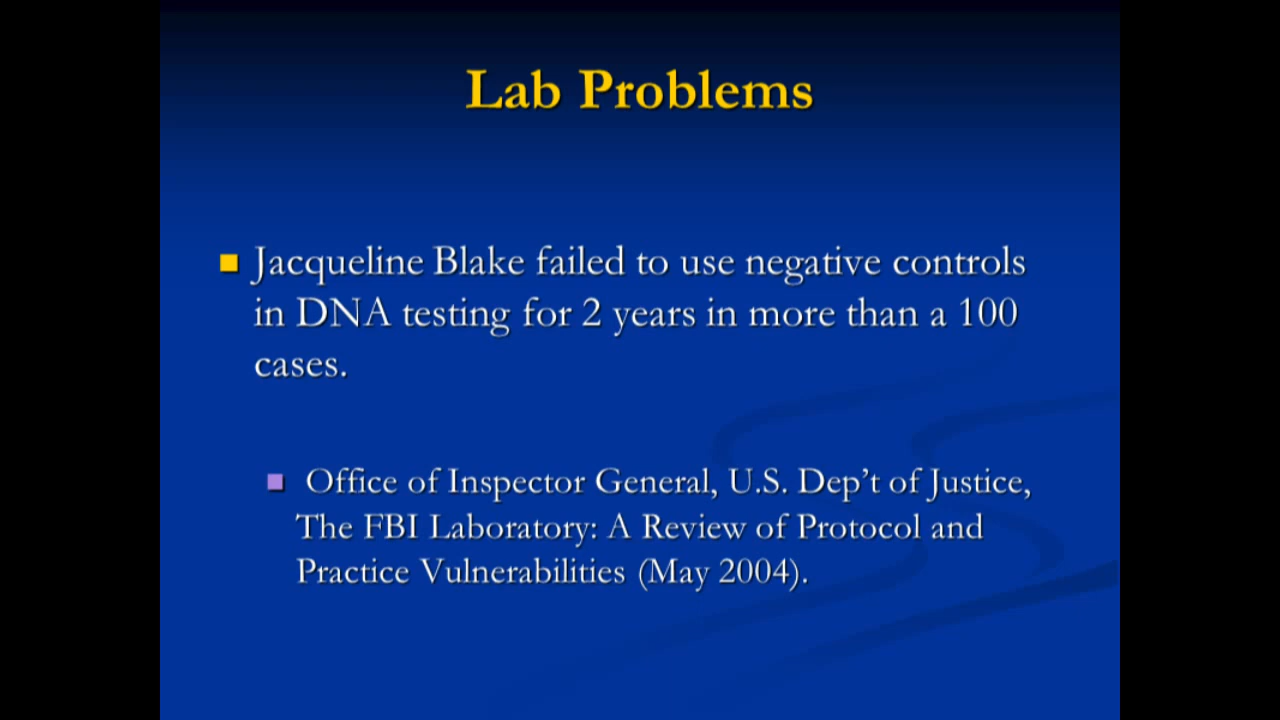 Lab Problems
Jacqueline Blake failed to use negative controls
in DNA testing for 2 years in more than a 100
cases.
Office of Inspector General, U.S. Dep’t of Justice,
The FBI Laboratory: A Review of Protocol and
Practice Vulnerabilities (May 2004).